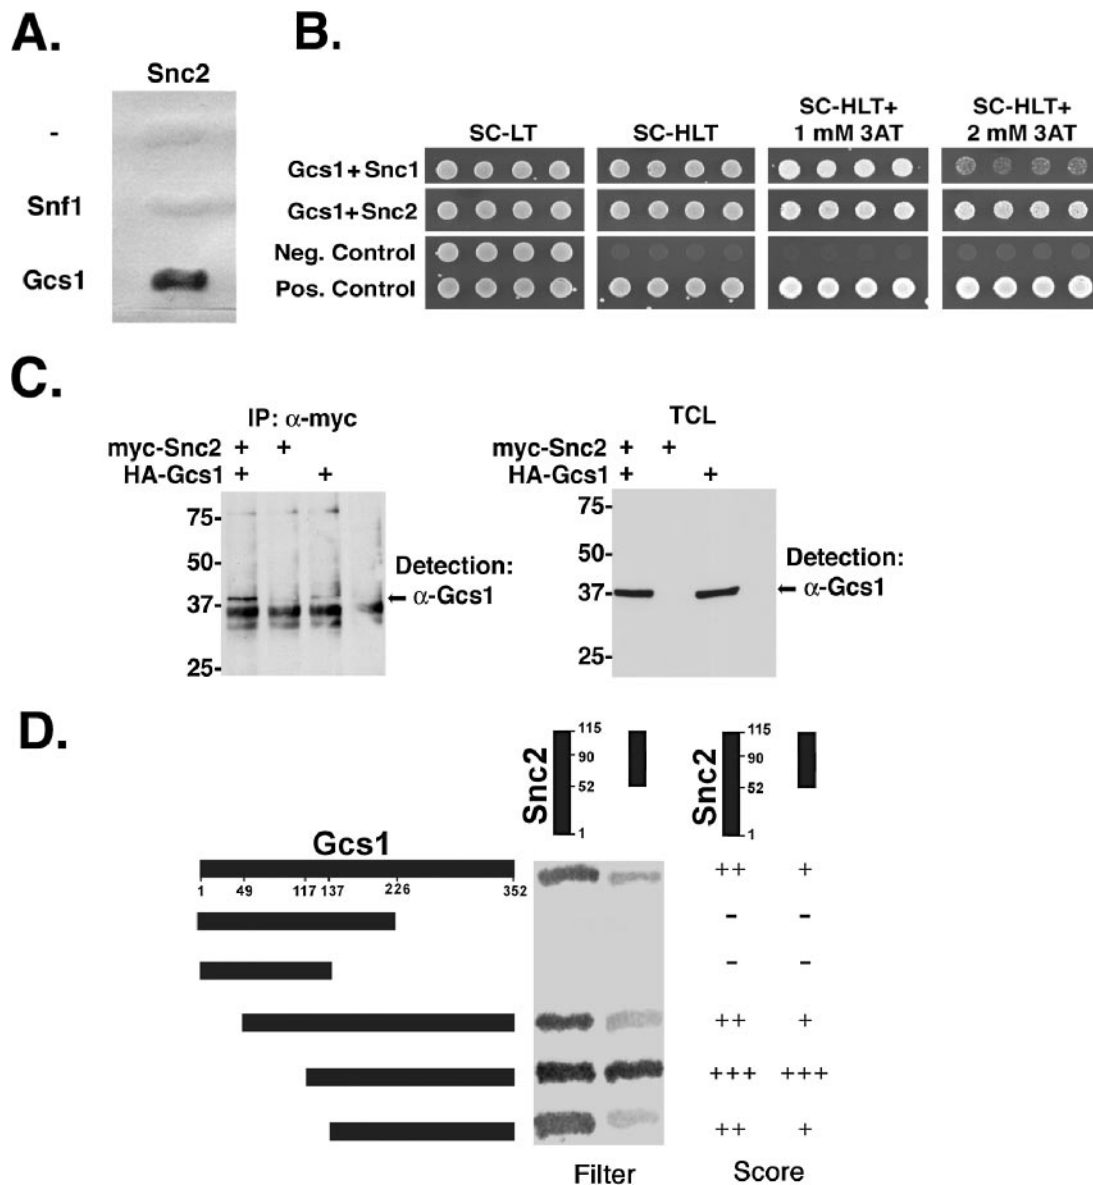 A.
Snc2
-
Snf1
Gcs1
B.
SC-LT
SC-HLT
SC-HLT+
1 mM 3AT
SC-HLT+
2 mM 3AT
Gcs1+Snc1
Gcs1+Snc2
Neg. Control
Pos. Control
C.
IP: α-myc
myc-Snc2 + +
HA-Gcs1 + +
75-
50-
37-
25-
Detection:
α-Gcs1
TCL
myc-Snc2 + +
HA-Gcs1 + +
75-
50-
37-
25-
Detection:
α-Gcs1
D.
Snc2
115
90
52
1
Snc2
115
90
52
1
Gcs1
1 49 117 137 226 352
++ +
- -
- -
++ +
+++ +++
++ +
Filter
Score